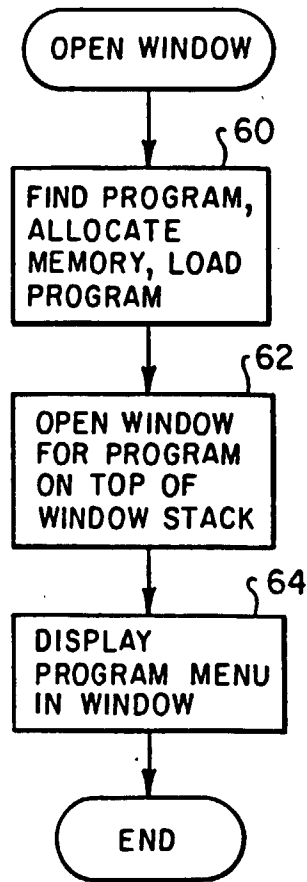 OPEN WINDOW
60
FIND PROGRAM,
ALLOCATE
MEMORY, LOAD
PROGRAM
62
OPEN WINDOW
FOR PROGRAM
ON TOP OF
WINDOW STACK
64
DISPLAY
PROGRAM MENU
IN WINDOW
END